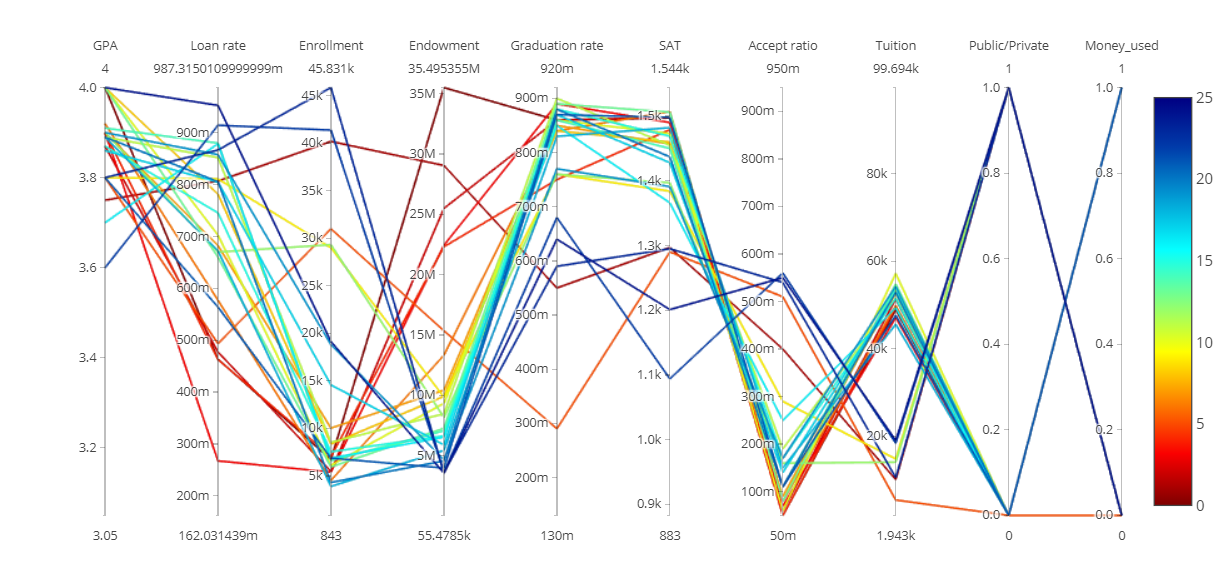 GPA Loan rate Enrollment Endowment Graduation rate SAT Accept ratio Tuition Public/Private Money_used
4 987.3150109999999m 45.831k 35.495355M 920m 1.544k 950m 99.694k 1 1
4.0 3.8 3.6 3.4 3.2
900m 800m 700m 600m 500m 400m 300m 200m
45k 40k 35k 30k 25k 20k 15k 10k 5k
35M 30M 25M 20M 15M 10M 5M
900m 800m 700m 600m 500m 400m 300m 200m
1.5k 1.4k 1.3k 1.2k 1.1k 1.0k 0.9k
900m 800m 700m 600m 500m 400m 300m 200m 100m
80k 60k 40k 20k
1.0 0.8 0.6 0.4 0.2 0.0
1.0 0.8 0.6 0.4 0.2 0.0
3.05 162.031439m 843 55.4785k 130m 883 50m 1.943k 0 0
25
20
15
10
5
0